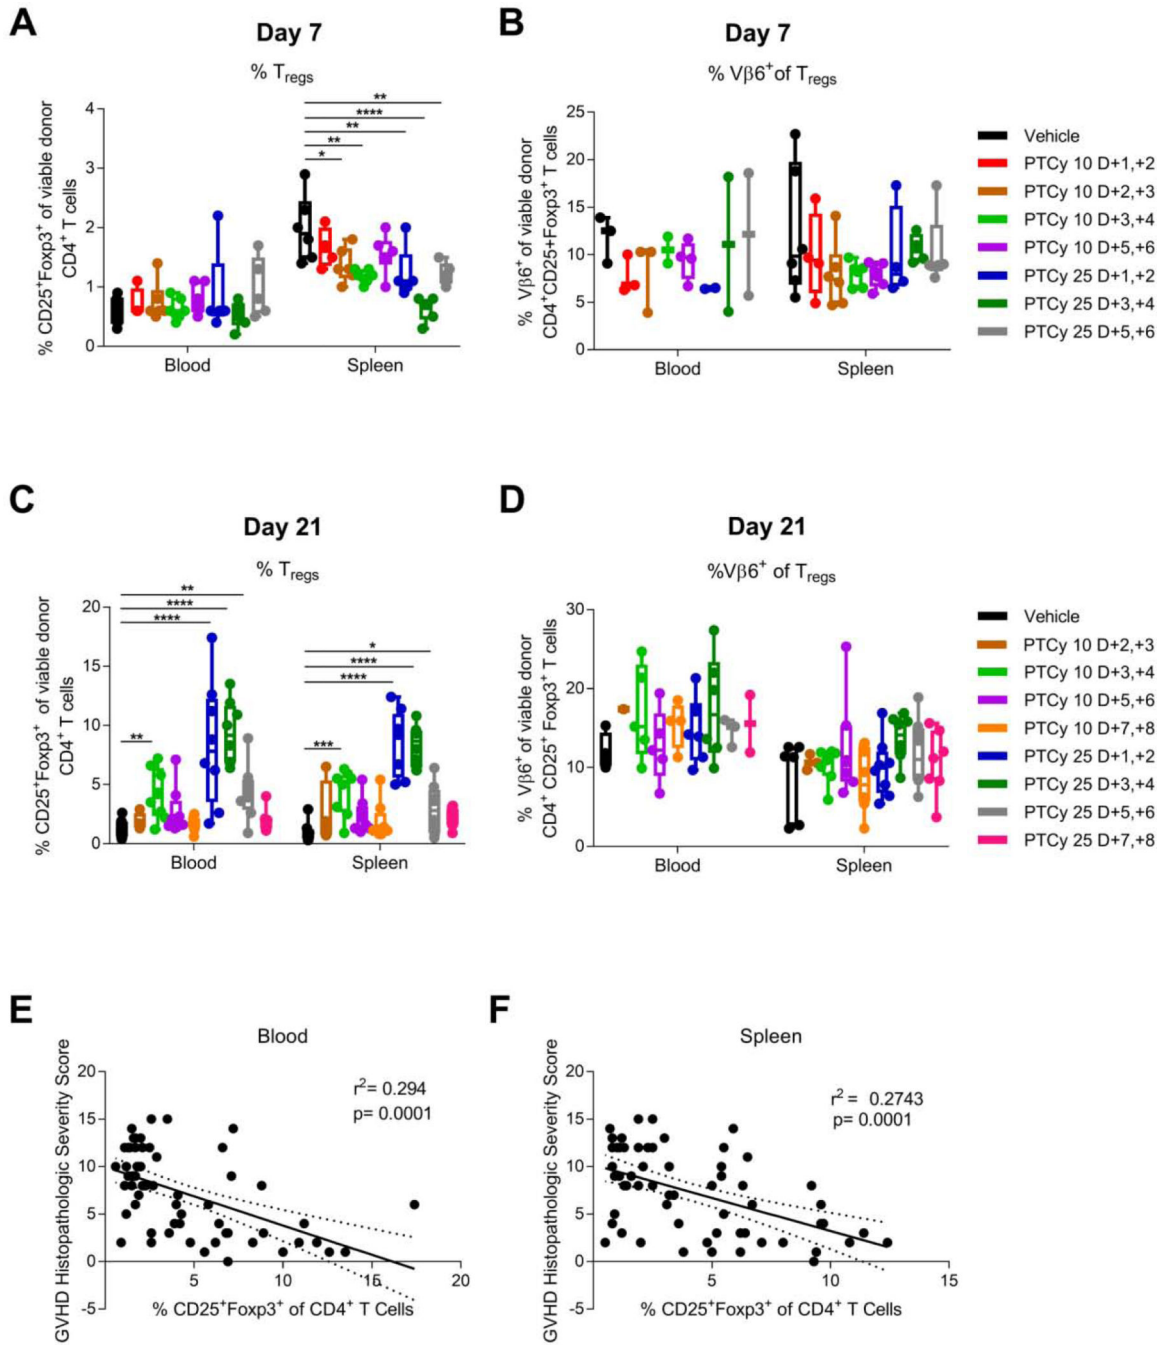 A
Day 7
% Tregs
% CD25+Foxp3+ of viable donor
CD4+ T cells
4
3
2
1
0
**
****
**
**
*
Blood
Spleen
B
Day 7
% Vβ6+of Tregs
% Vβ6+ of viable donor
CD4+CD25+Foxp3+ T cells
25
20
15
10
5
0
Blood
Spleen
Vehicle
PTCy 10 D+1,+2
PTCy 10 D+2,+3
PTCy 10 D+3,+4
PTCy 10 D+5,+6
PTCy 25 D+1,+2
PTCy 25 D+3,+4
PTCy 25 D+5,+6
C
Day 21
% Tregs
% CD25+Foxp3+ of viable donor
CD4+ T cells
20
15
10
5
0
**
****
****
**
*
****
****
***
Blood
Spleen
D
Day 21
%Vβ6+ of Tregs
% Vβ6+ of viable donor
CD4+ CD25+ Foxp3+ T cells
30
20
10
0
Blood
Spleen
Vehicle
PTCy 10 D+2,+3
PTCy 10 D+3,+4
PTCy 10 D+5,+6
PTCy 10 D+7,+8
PTCy 25 D+1,+2
PTCy 25 D+3,+4
PTCy 25 D+5,+6
PTCy 25 D+7,+8
E
Blood
GVHD Histopathologic Severity Score
20
15
10
5
0
-5
r2= 0.294
p= 0.0001
5
10
15
20
% CD25+Foxp3+ of CD4+ T Cells
F
Spleen
GVHD Histopathologic Severity Score
20
15
10
5
0
-5
r2 = 0.2743
p= 0.0001
5
10
15
% CD25+Foxp3+ of CD4+ T Cells